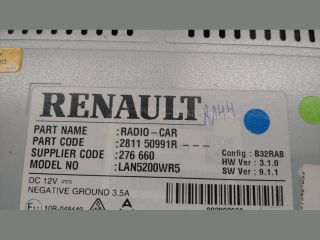 RENAULT RAHH
PART NAME : RADIO-CAR
PART CODE : 2811 50991R ---
SUPPLIER CODE : 276 660
MODEL NO : LAN5200WR5
Config : B32RAB
HW Ver : 3.1.0
SW Ver : 9.1.1
DC 12V
NEGATIVE GROUND 3.5A